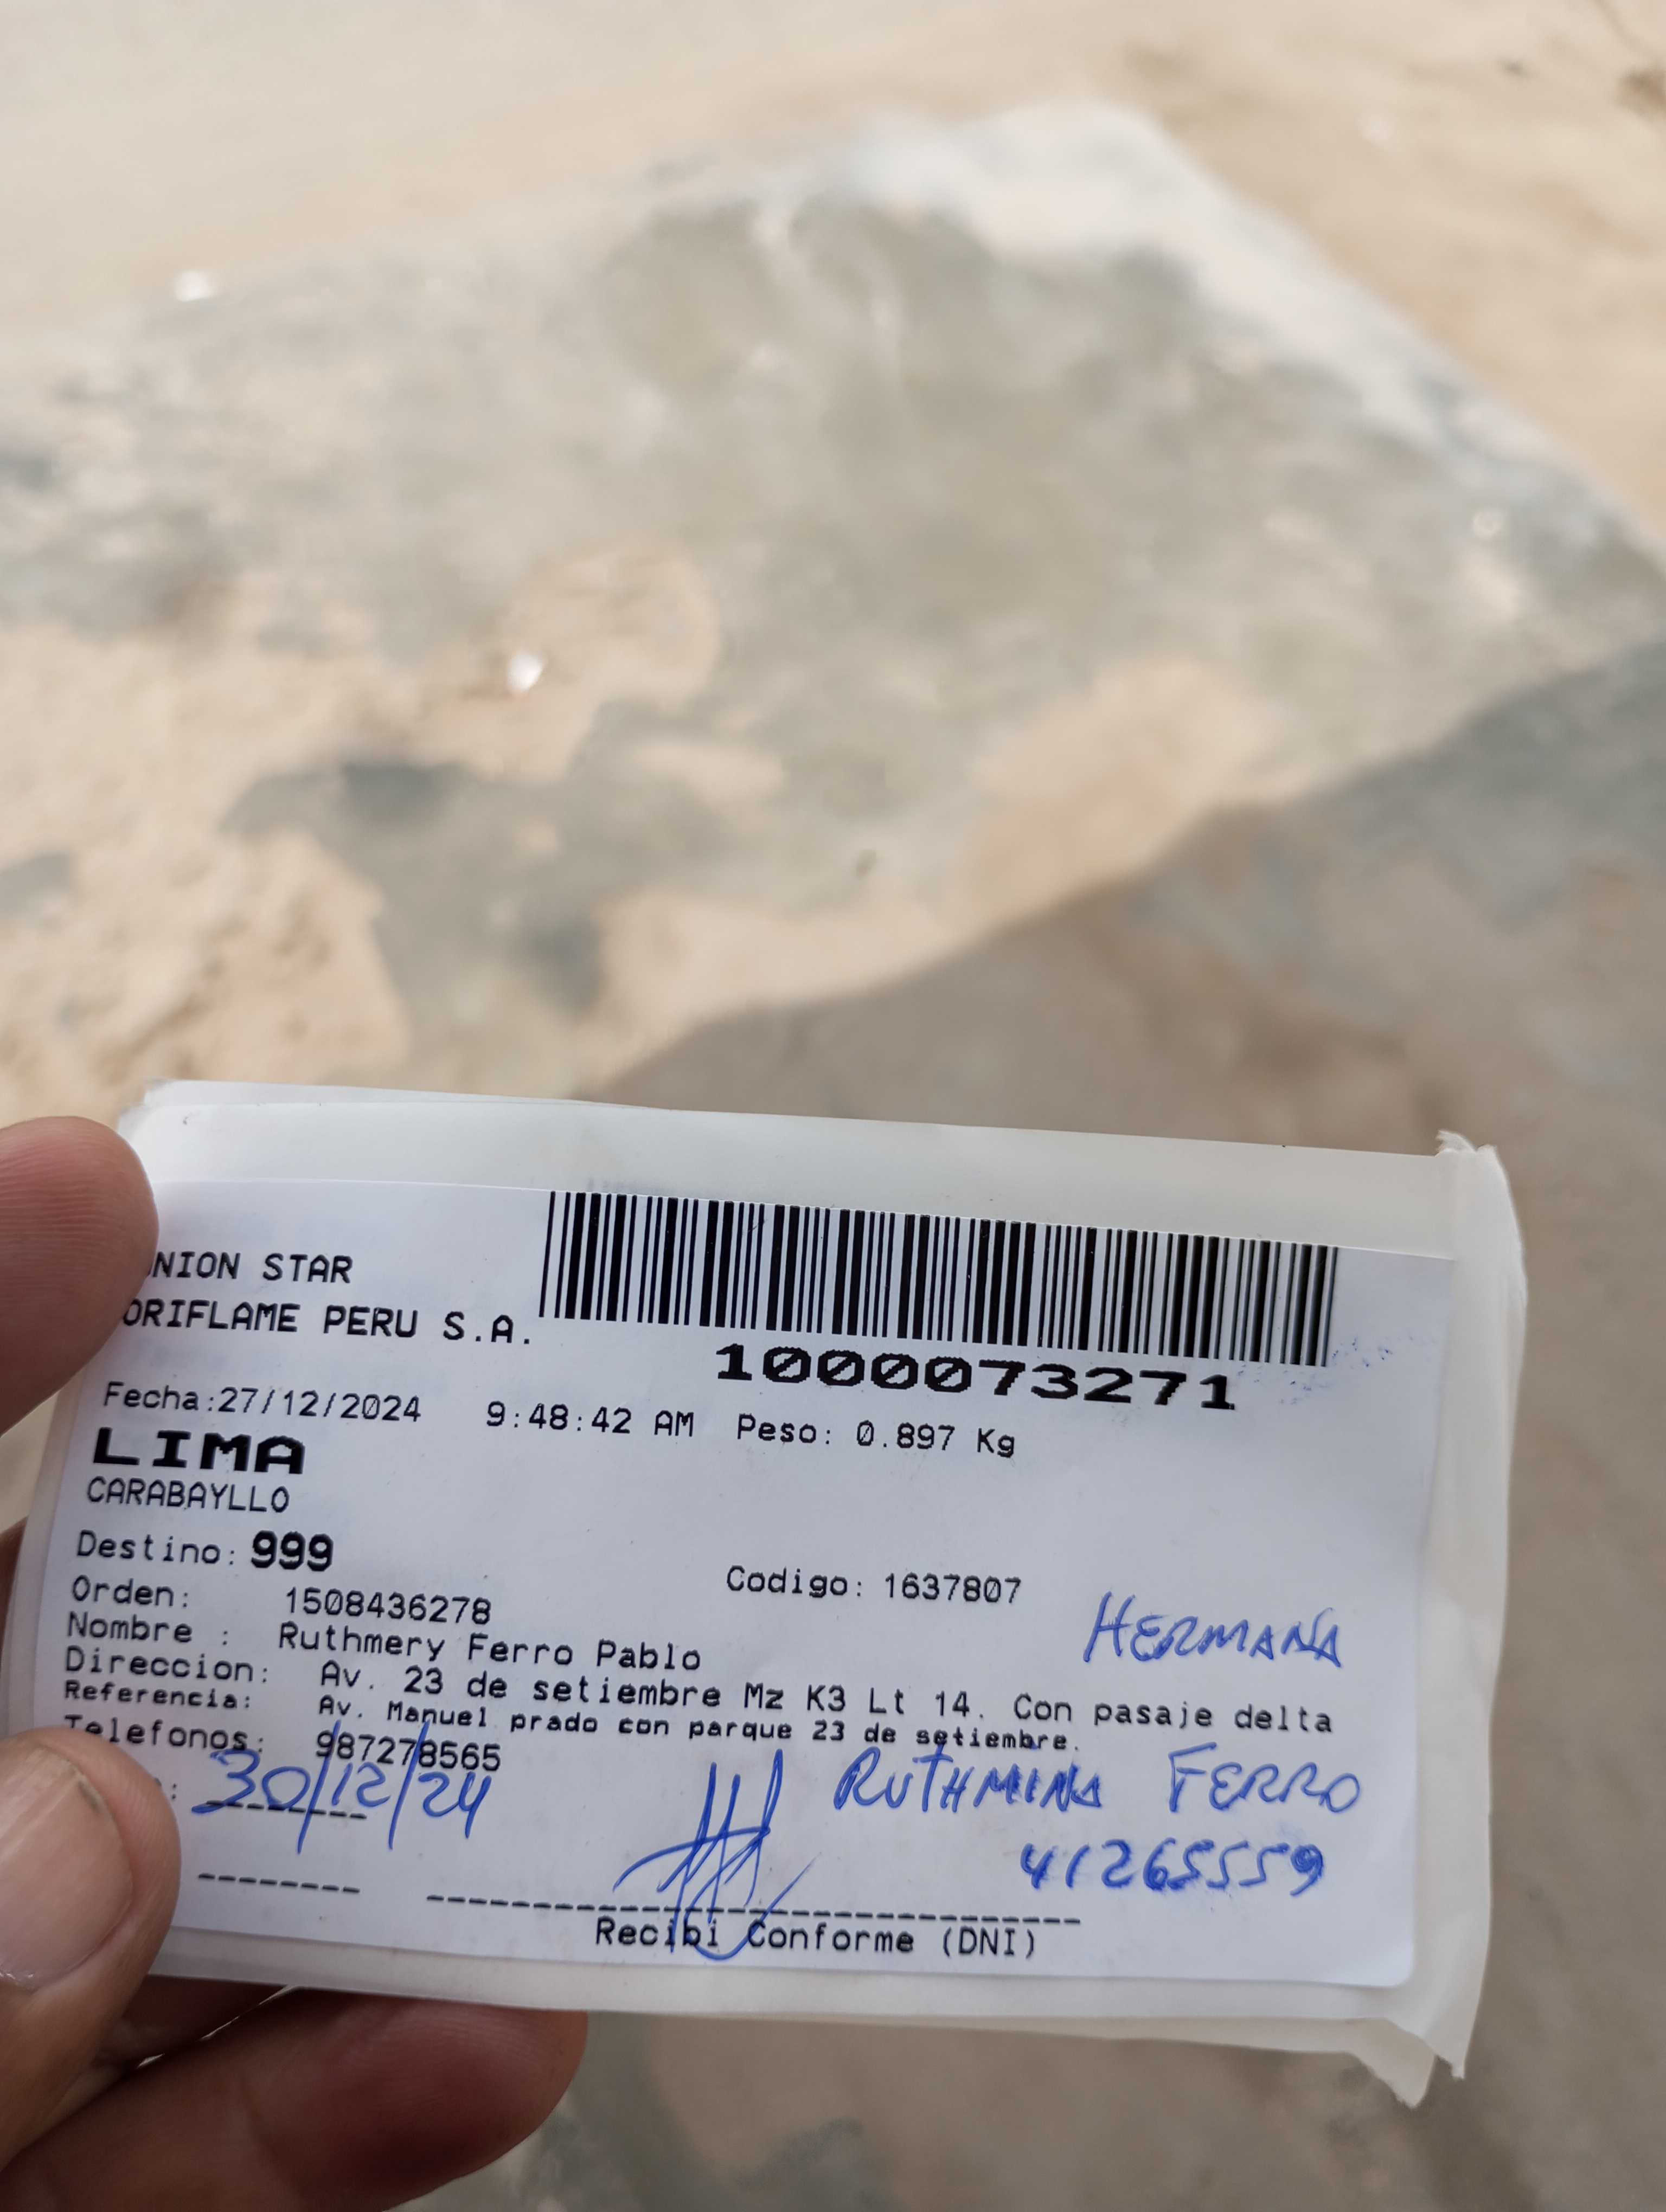 NION STAR
ORIFLAME PERU S.A.
1000073271
Fecha:27/12/2024 9:48:42 AM Peso: 0.897 Kg
LIMA
CARABAYLLO
Destino: 999
Codigo: 1637807
Orden: 1508436278
HERMANA
Nombre : Ruthmery Ferro Pablo
Direccion: Av. 23 de setiembre Mz K3 Lt 14. Con pasaje delta
Referencia: Av. Manuel prado con parque 23 de setiembre.
Telefonos: 987278565
30/12/24
RUTHMINA FERRO
41265559
Recibi Conforme (DNI)